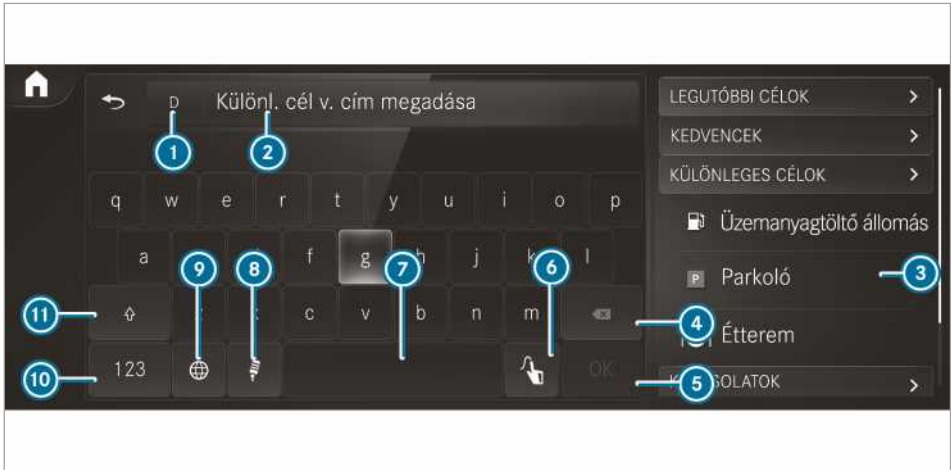 D Különl. cél v. cím megadása
1 2
q w e r t y u i o p
a f g h j k l
9 8 7 6
c v b n m
11 4
123 OK
10 5
LEGUTÓBBI CÉLOK >
KEDVENCEK >
KÜLÖNLEGES CÉLOK >
Üzemanyagtöltő állomás
P Parkoló
3
Étterem